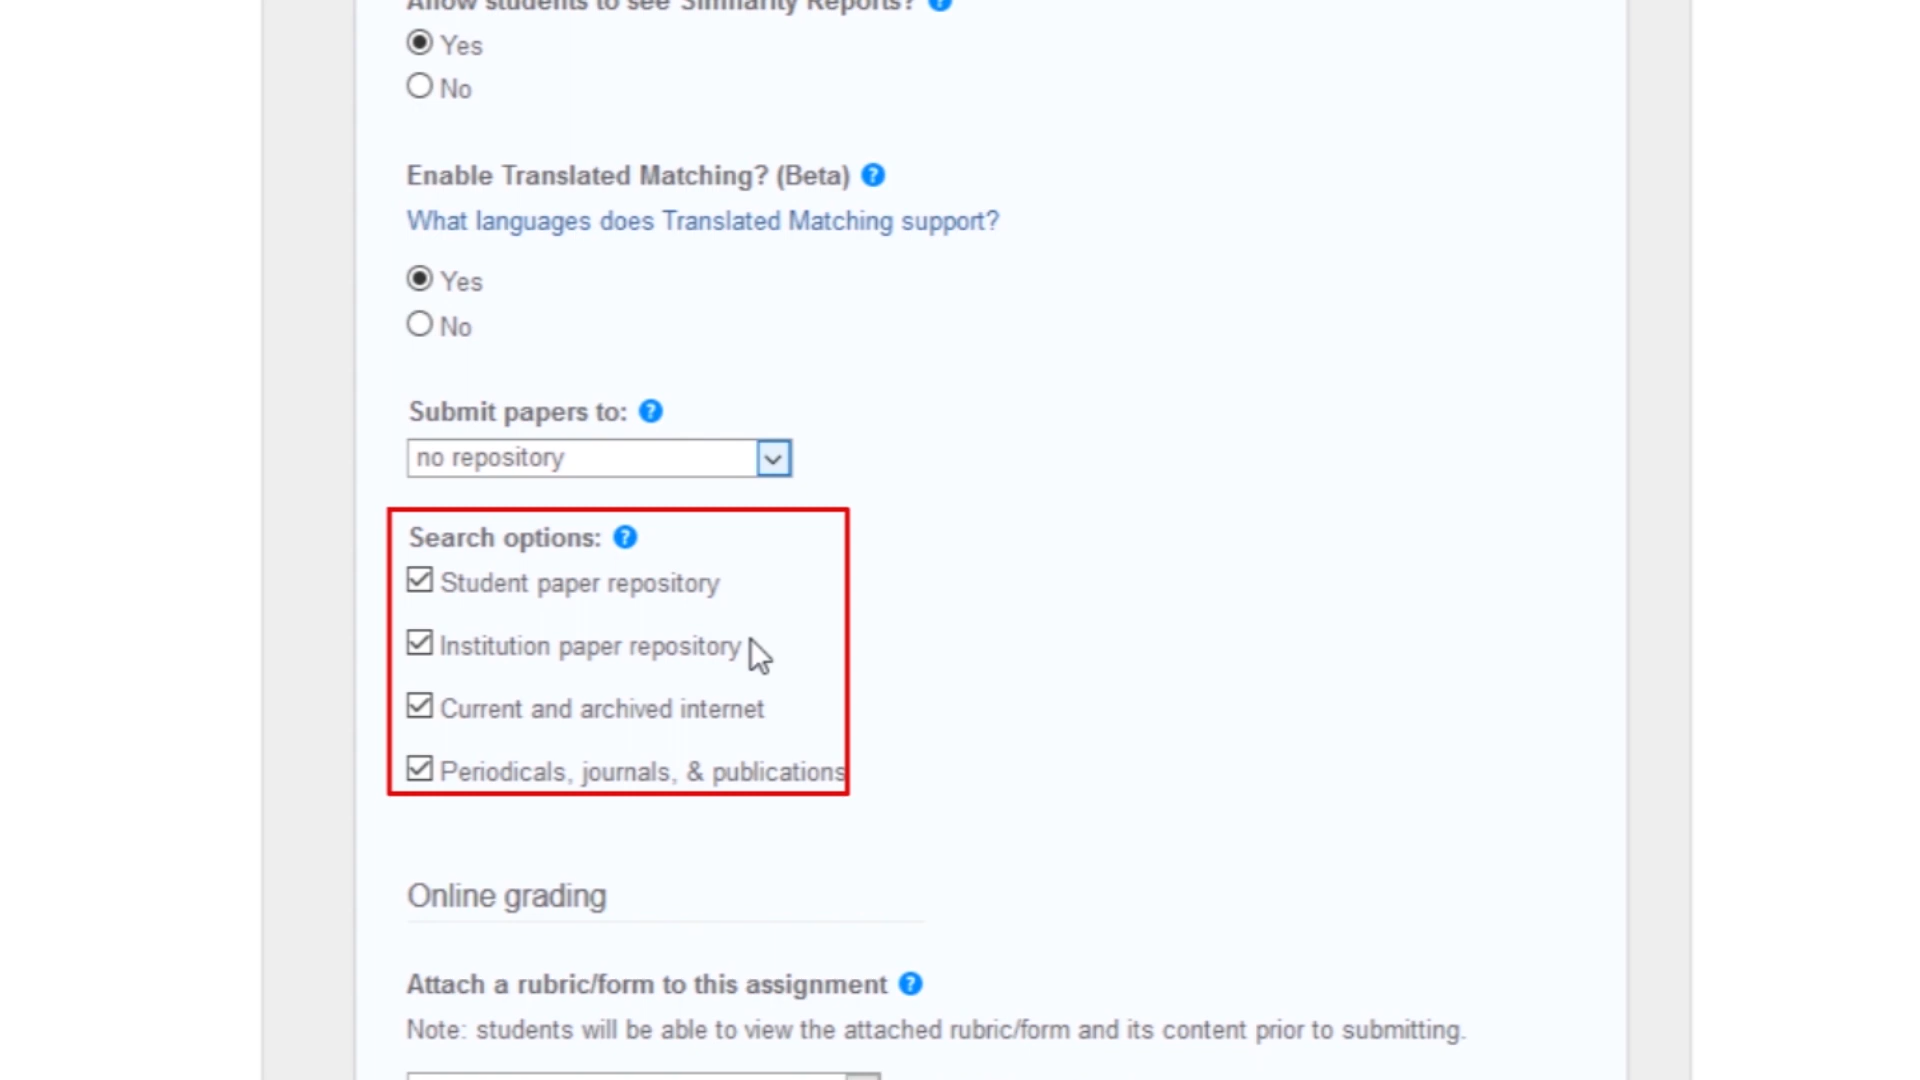 Allow students to see Similarity Reports? ?
Yes
No
Enable Translated Matching? (Beta) ?
What languages does Translated Matching support?
Yes
No
Submit papers to: ?
no repository
Search options: ?
Student paper repository
Institution paper repository
Current and archived internet
Periodicals, journals, & publications
Online grading
Attach a rubric/form to this assignment ?
Note: students will be able to view the attached rubric/form and its content prior to submitting.